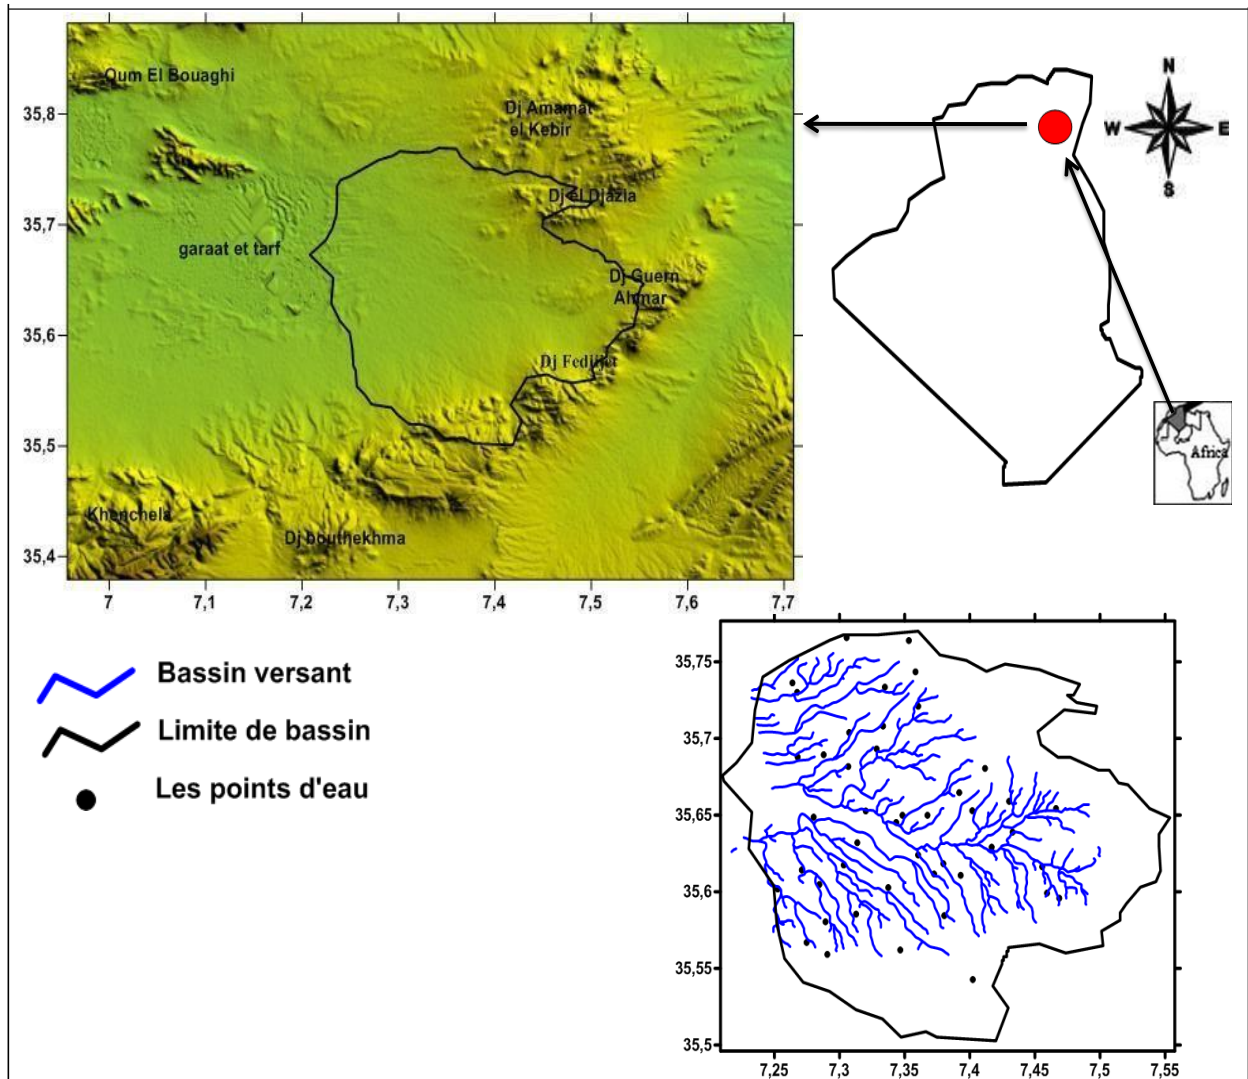 Oum El Bouaghi
Dj Amamat
el Kebir
Dj el Djazia
garaat et tarf
Dj Guern
Ahmar
Dj Fedjijet
Khenchela
Dj bouthekhma
35,8
35,7
35,6
35,5
35,4
7
7,1
7,2
7,3
7,4
7,5
7,6
7,7
N
W
E
S
Africa
Bassin versant
Limite de bassin
Les points d'eau
35,75
35,7
35,65
35,6
35,55
35,5
7,25
7,3
7,35
7,4
7,45
7,5
7,55